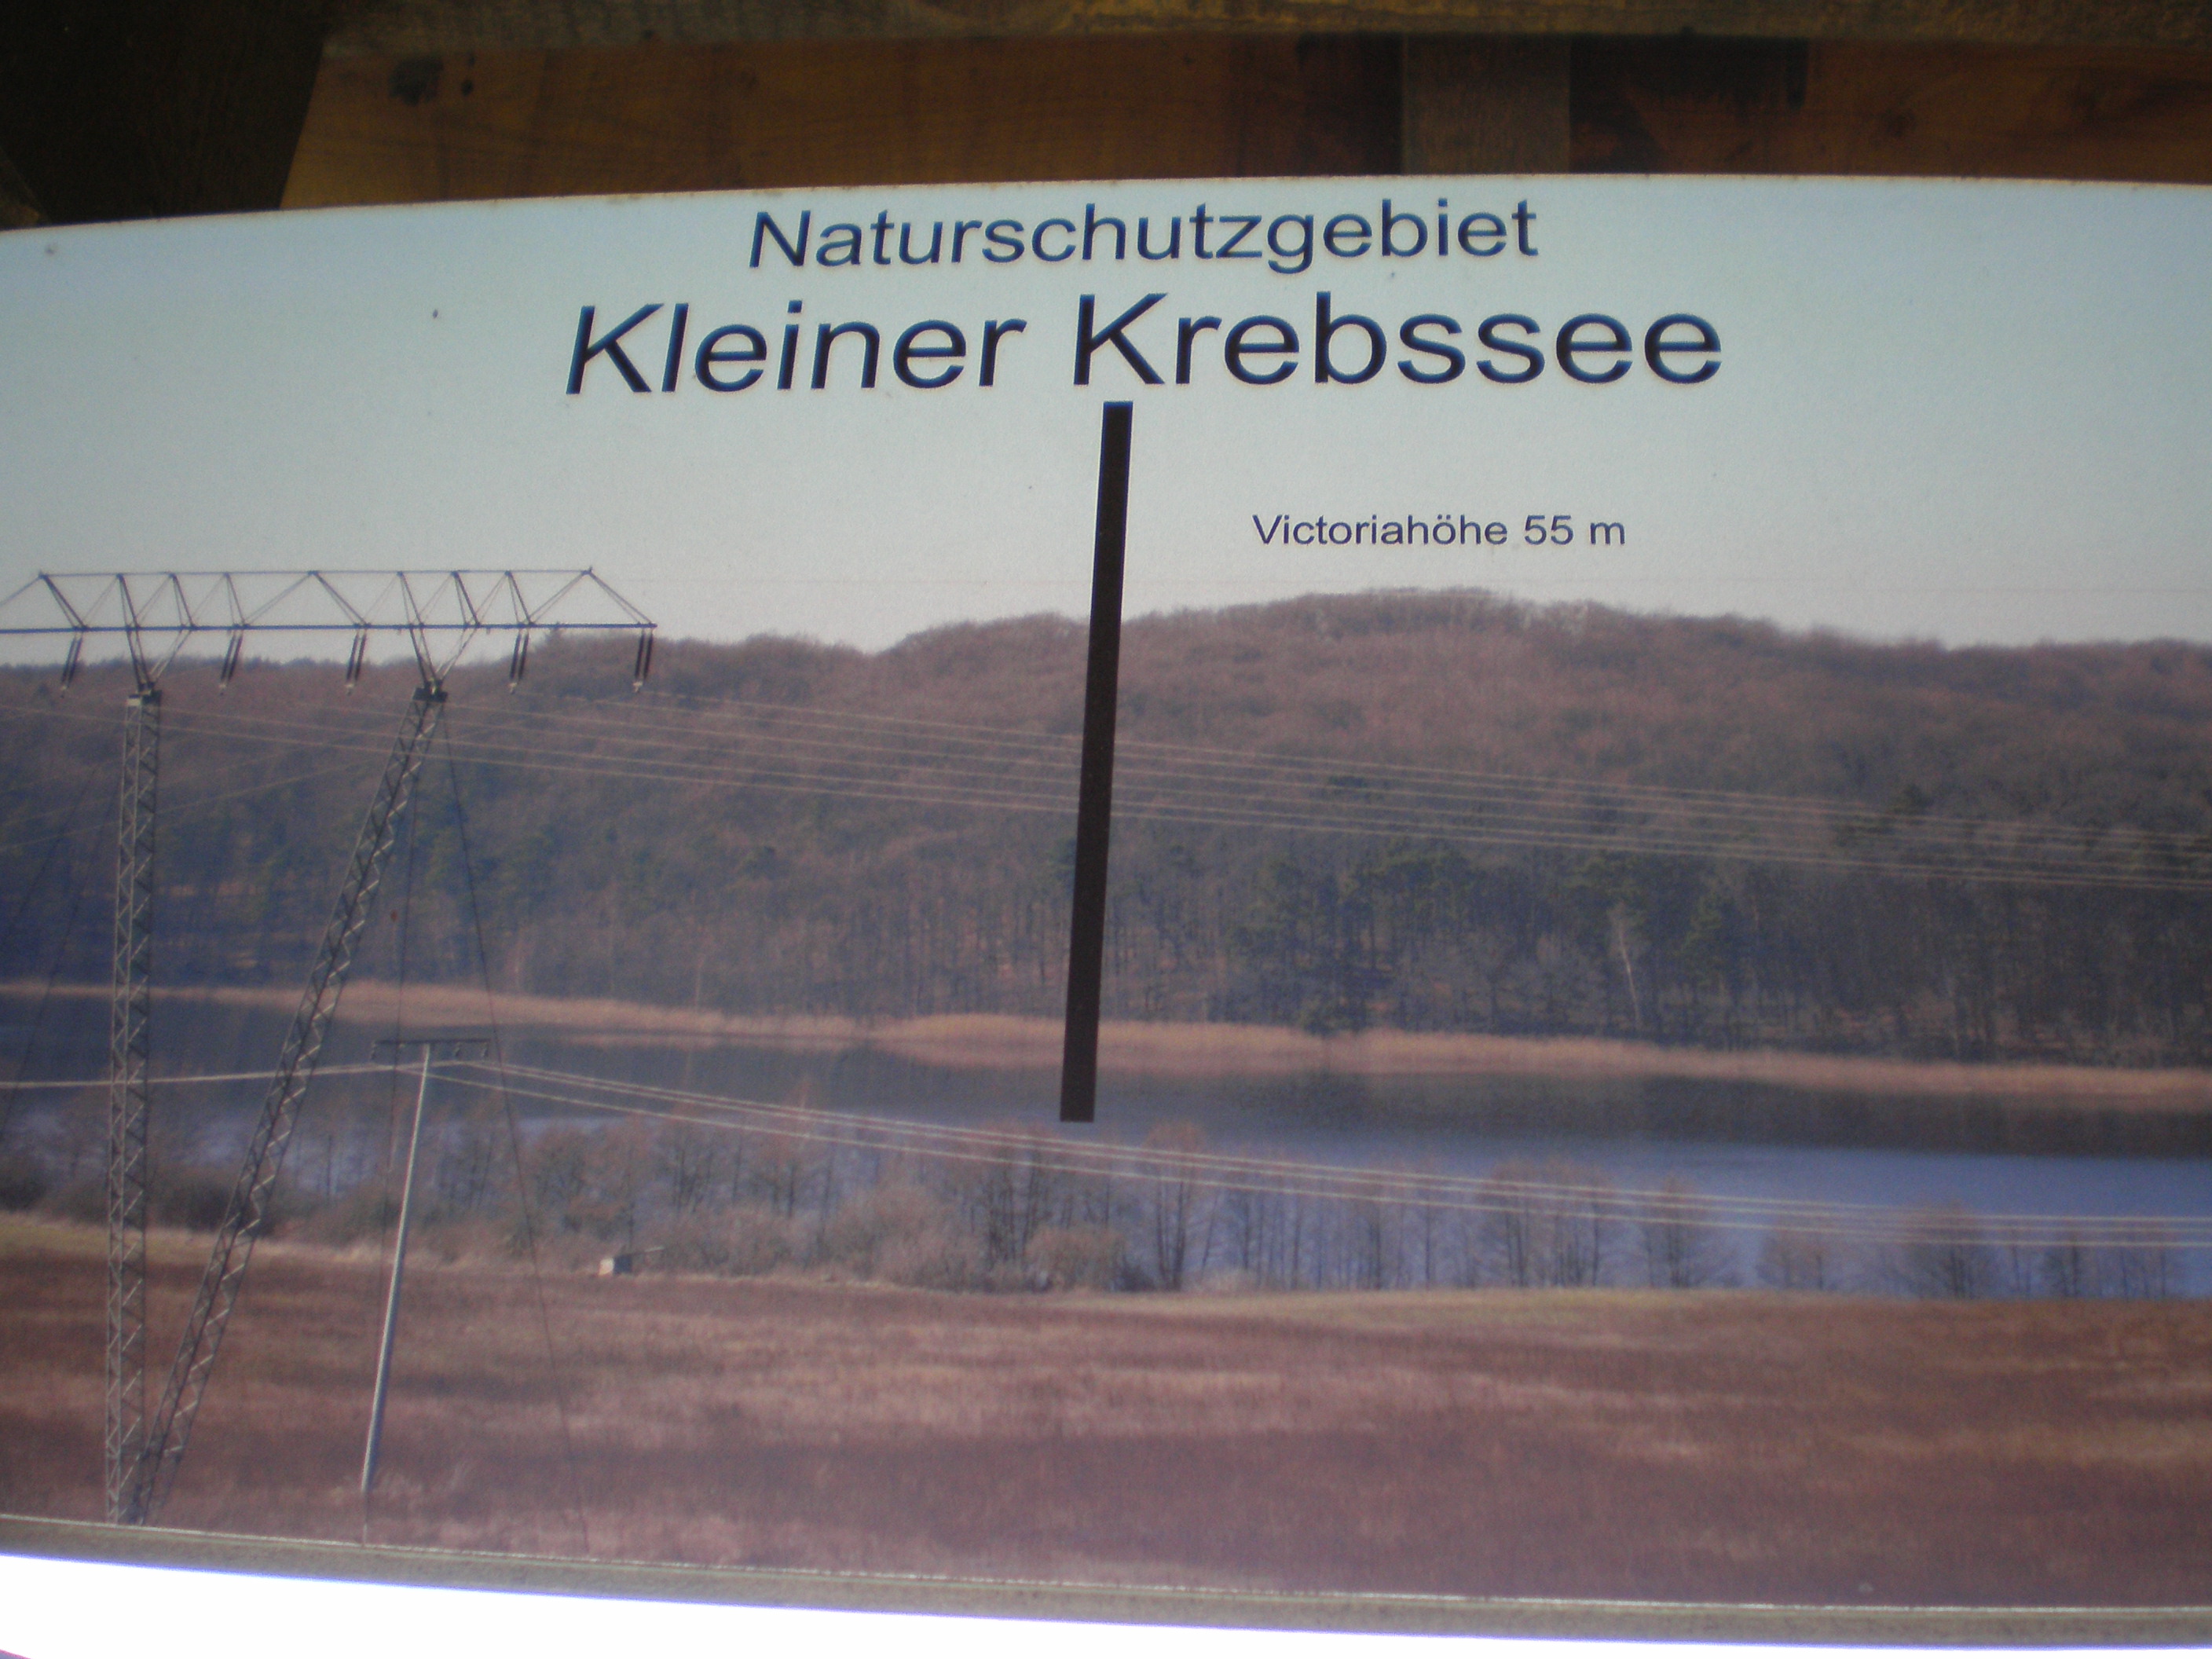 Naturschutzgebiet
Kleiner Krebssee
Victoriahöhe 55 m